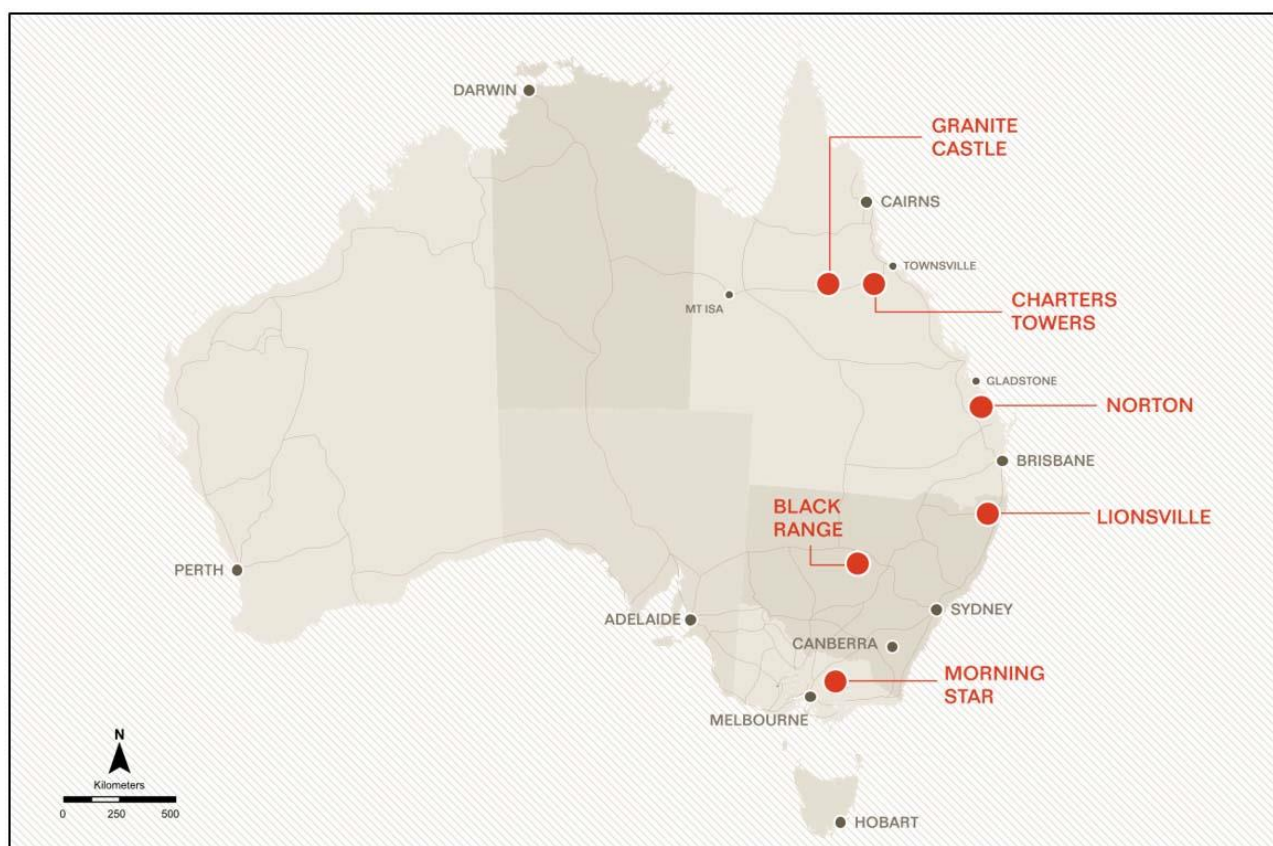 DARWIN
GRANITE
CASTLE
CAIRNS
TOWNSVILLE
MT ISA
CHARTERS
TOWERS
GLADSTONE
NORTON
BRISBANE
BLACK
RANGE
LIONSVILLE
PERTH
ADELAIDE
SYDNEY
CANBERRA
MORNING
STAR
MELBOURNE
N
Kilometers
0 250 500
HOBART